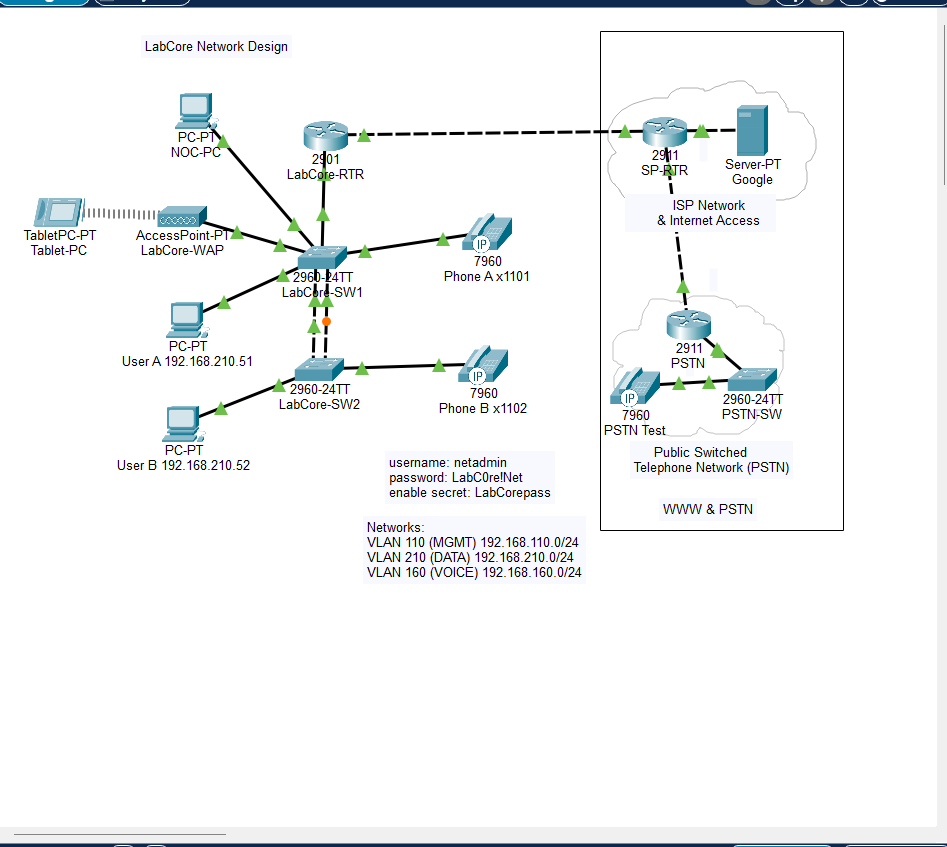 LabCore Network Design
PC-PT
NOC-PC
2901
LabCore-RTR
2911
SP-RTR
Server-PT
Google
ISP Network
& Internet Access
TabletPC-PT
Tablet-PC
AccessPoint-PT
LabCore-WAP
IP
7960
Phone A x1101
2960-24TT
LabCore-SW1
PC-PT
User A 192.168.210.51
2911
PSTN
2960-24TT
LabCore-SW2
IP
7960
Phone B x1102
IP
7960
PSTN Test
2960-24TT
PSTN-SW
PC-PT
User B 192.168.210.52
Public Switched
Telephone Network (PSTN)
WWW & PSTN
username: netadmin
password: LabC0re!Net
enable secret: LabCorepass
Networks:
VLAN 110 (MGMT) 192.168.110.0/24
VLAN 210 (DATA) 192.168.210.0/24
VLAN 160 (VOICE) 192.168.160.0/24